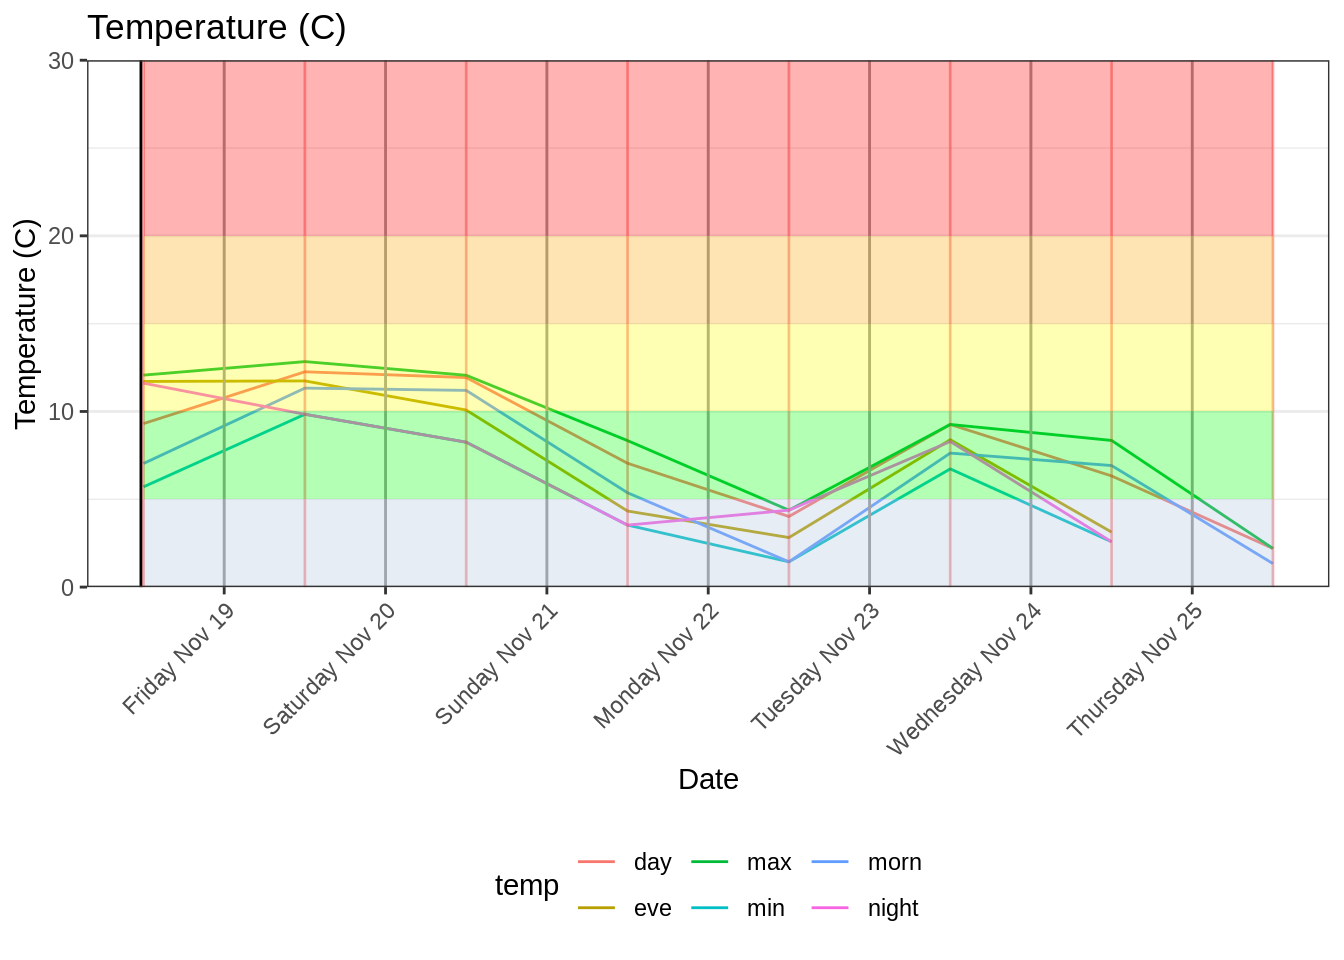 Temperature (C)
Temperature (C)
30
20
10
0
Friday Nov 19
Saturday Nov 20
Sunday Nov 21
Monday Nov 22
Tuesday Nov 23
Wednesday Nov 24
Thursday Nov 25
Date
temp
day max morn
eve min night